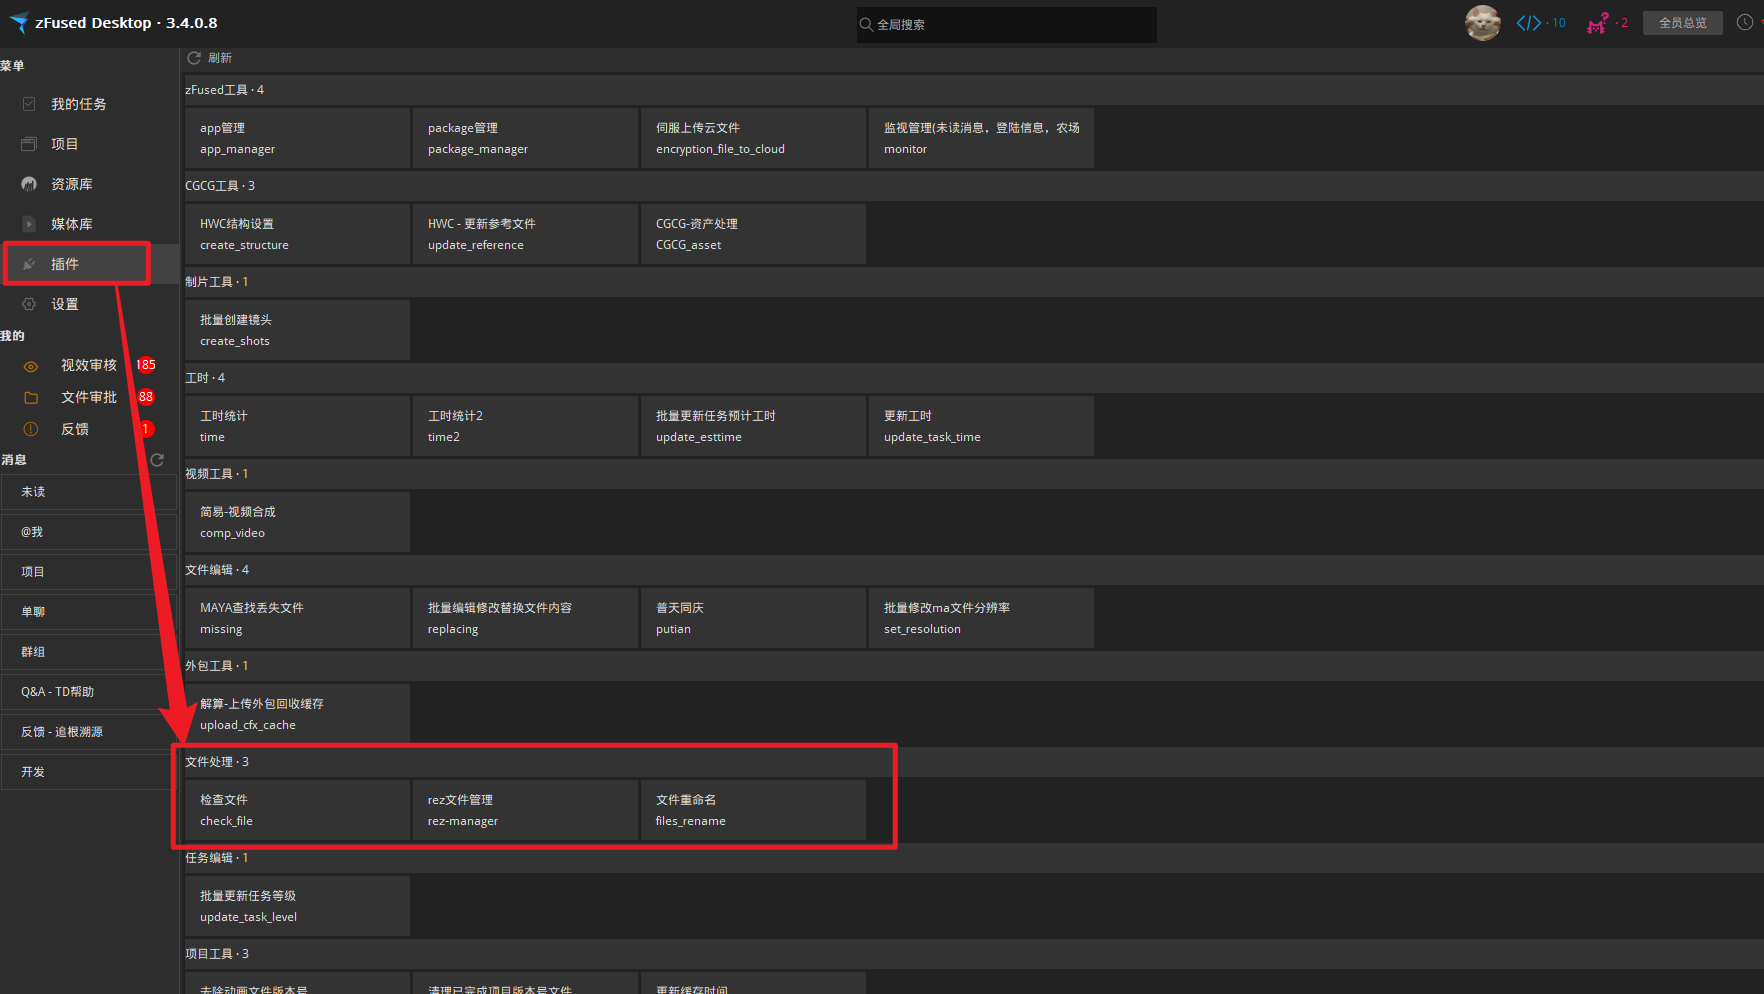 zFused Desktop · 3.4.0.8
全局搜索
· 10
· 2
全员总览
菜单
我的任务
项目
资源库
媒体库
插件
设置
我的
视效审核 185
文件审批 88
反馈 1
消息
未读
@我
项目
单聊
群组
Q&A - TD帮助
反馈 - 追根溯源
开发
刷新
zFused工具 · 4
app管理
app_manager
package管理
package_manager
伺服上传云文件
encryption_file_to_cloud
监视管理(未读消息，登陆信息，农场
monitor
CGCG工具 · 3
HWC结构设置
create_structure
HWC - 更新参考文件
update_reference
CGCG-资产处理
CGCG_asset
制片工具 · 1
批量创建镜头
create_shots
工时 · 4
工时统计
time
工时统计2
time2
批量更新任务预计工时
update_esttime
更新工时
update_task_time
视频工具 · 1
简易-视频合成
comp_video
文件编辑 · 4
MAYA查找丢失文件
missing
批量编辑修改替换文件内容
replacing
普天同庆
putian
批量修改ma文件分辨率
set_resolution
外包工具 · 1
解算-上传外包回收缓存
upload_cfx_cache
文件处理 · 3
检查文件
check_file
rez文件管理
rez-manager
文件重命名
files_rename
任务编辑 · 1
批量更新任务等级
update_task_level
项目工具 · 3
去除动画文件版本号
清理已完成项目版本号文件
更新缓存时间